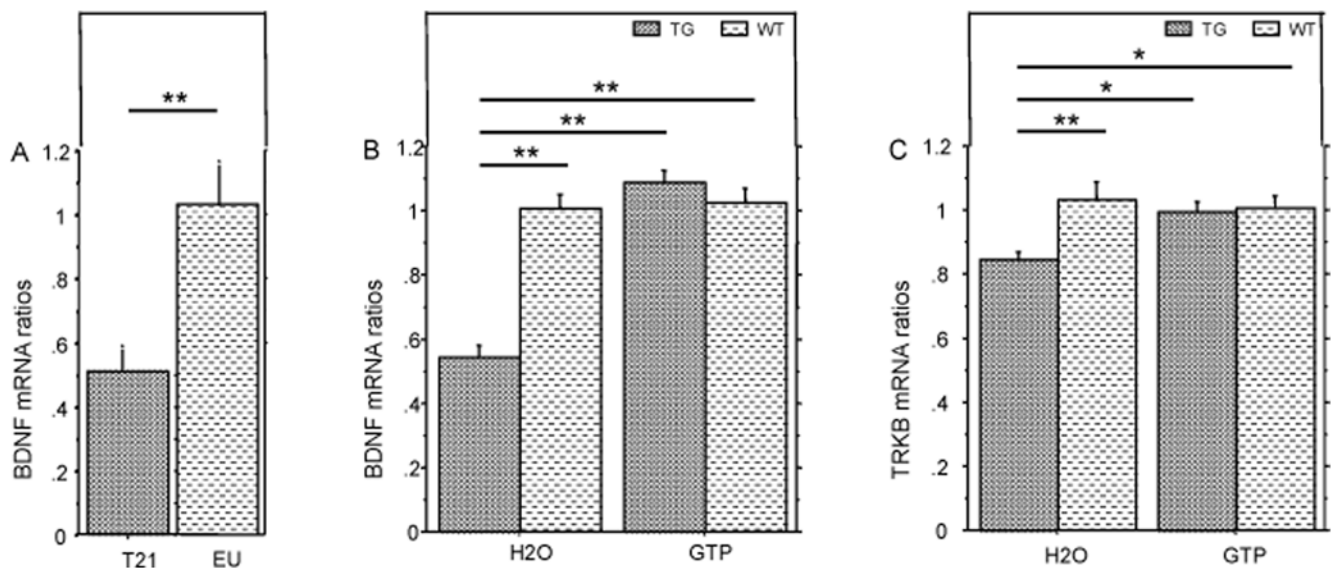 A
**
BDNF mRNA ratios
1.2
1
.8
.6
.4
.2
0
T21 EU
B
TG WT
**
**
**
BDNF mRNA ratios
1.2
1
.8
.6
.4
.2
0
H2O GTP
C
TG WT
*
*
**
TRKB mRNA ratios
1.2
1
.8
.6
.4
.2
0
H2O GTP